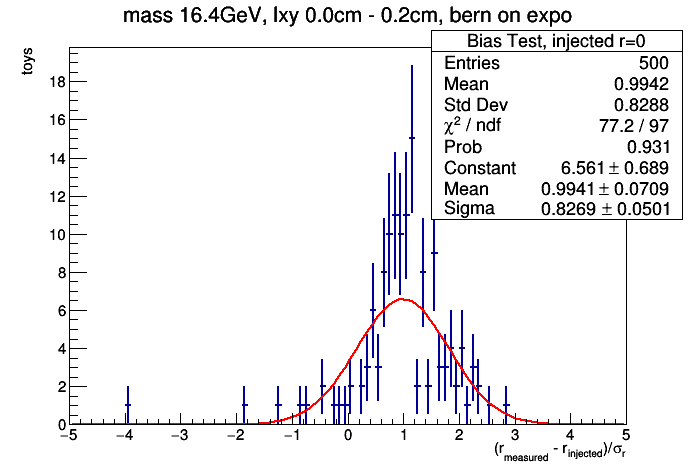 mass 16.4GeV, lxy 0.0cm - 0.2cm, bern on expo
Bias Test, injected r=0
Entries 500
Mean 0.9942
Std Dev 0.8288
χ² / ndf 77.2 / 97
Prob 0.931
Constant 6.561 ± 0.689
Mean 0.9941 ± 0.0709
Sigma 0.8269 ± 0.0501
toys
18
16
14
12
10
8
6
4
2
0
−5 −4 −3 −2 −1 0 1 2 3 4 5
(r_measured - r_injected)/σ_r